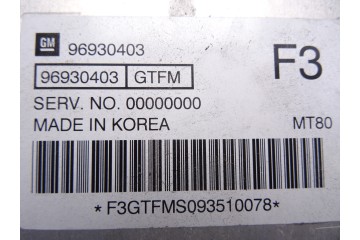 GM 96930403
96930403 GTFM F3
SERV. NO. 00000000
MADE IN KOREA MT80
*F3GTFMS093510078*